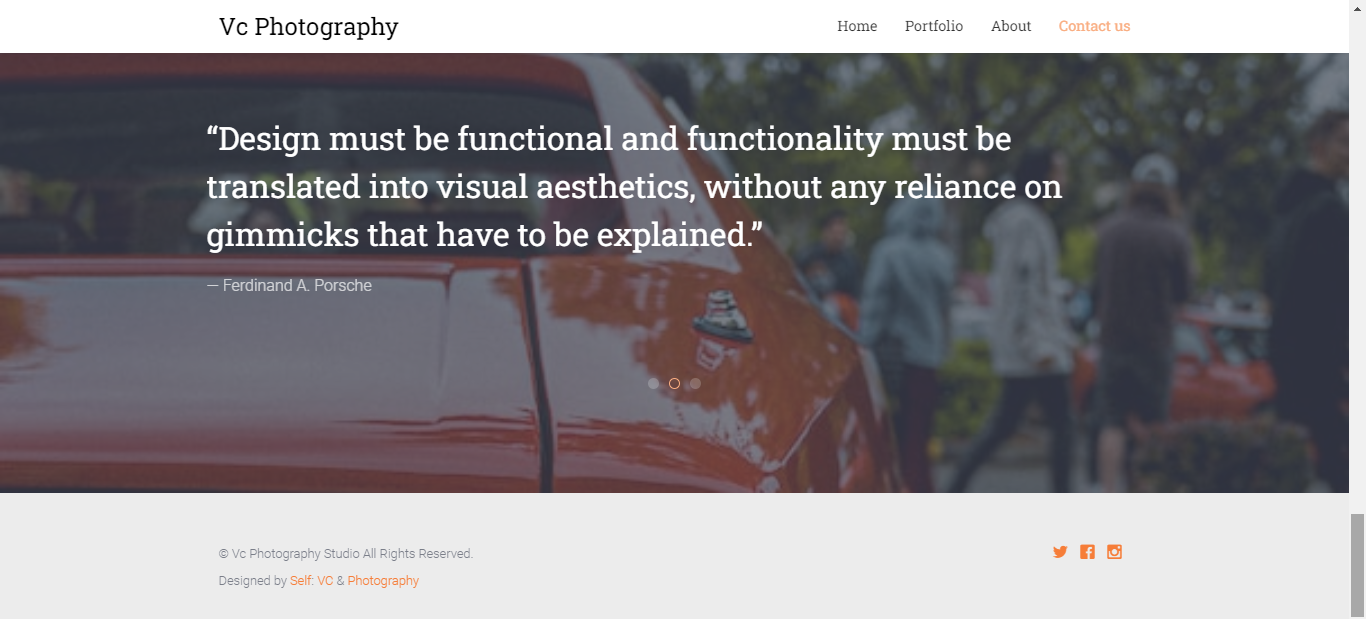 Vc Photography
Home Portfolio About Contact us
“Design must be functional and functionality must be
translated into visual aesthetics, without any reliance on
gimmicks that have to be explained.”
— Ferdinand A. Porsche
© Vc Photography Studio All Rights Reserved.
Designed by Self: VC & Photography